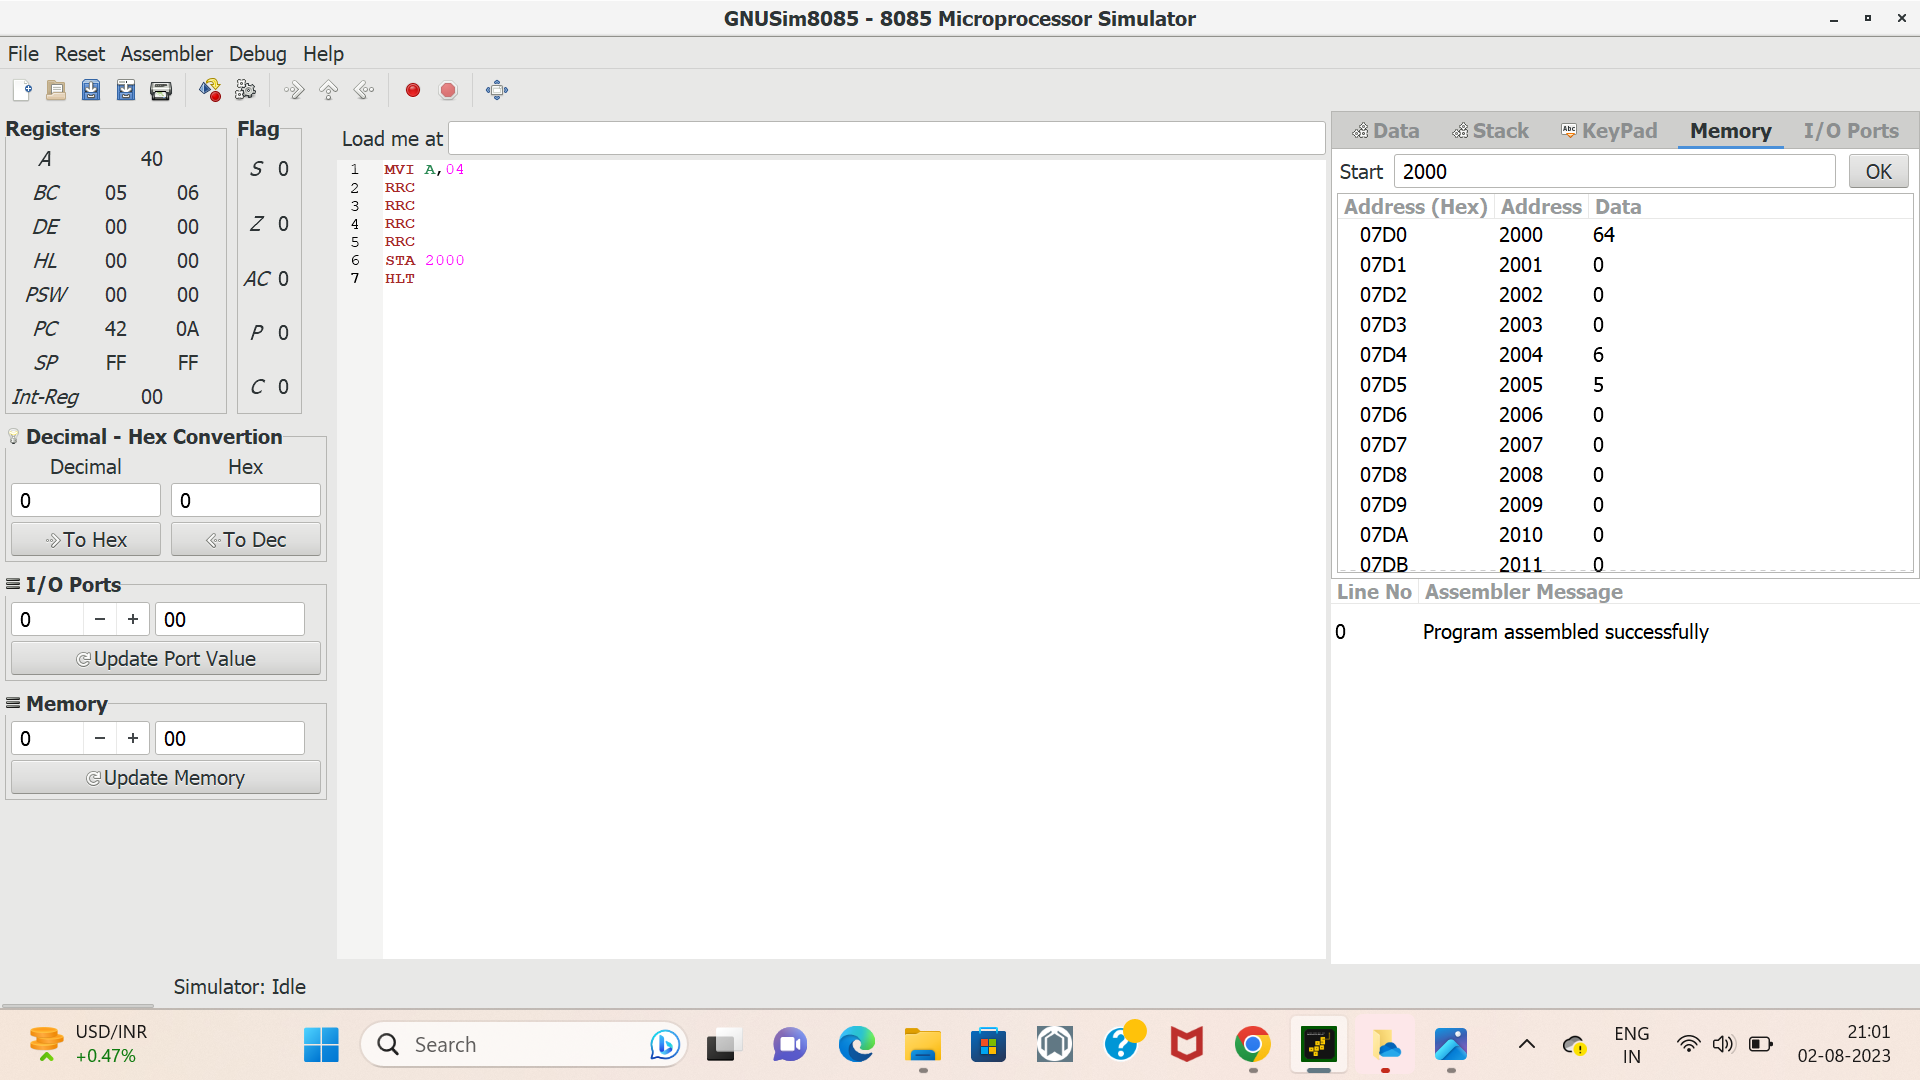 GNUSim8085 - 8085 Microprocessor Simulator
File Reset Assembler Debug Help
Registers
A 40
BC 05 06
DE 00 00
HL 00 00
PSW 00 00
PC 42 0A
SP FF FF
Int-Reg 00
Flag
S 0
Z 0
AC 0
P 0
C 0
Decimal - Hex Convertion
Decimal Hex
0 0
To Hex To Dec
I/O Ports
0 − + 00
Update Port Value
Memory
0 − + 00
Update Memory
Load me at
1 MVI A,04
2 RRC
3 RRC
4 RRC
5 RRC
6 STA 2000
7 HLT
Data Stack Abc KeyPad Memory I/O Ports
Start 2000 OK
Address (Hex) Address Data
07D0 2000 64
07D1 2001 0
07D2 2002 0
07D3 2003 0
07D4 2004 6
07D5 2005 5
07D6 2006 0
07D7 2007 0
07D8 2008 0
07D9 2009 0
07DA 2010 0
07DB 2011 0
Line No Assembler Message
0 Program assembled successfully
Simulator: Idle
USD/INR
+0.47%
Search
ENG
IN
21:01
02-08-2023